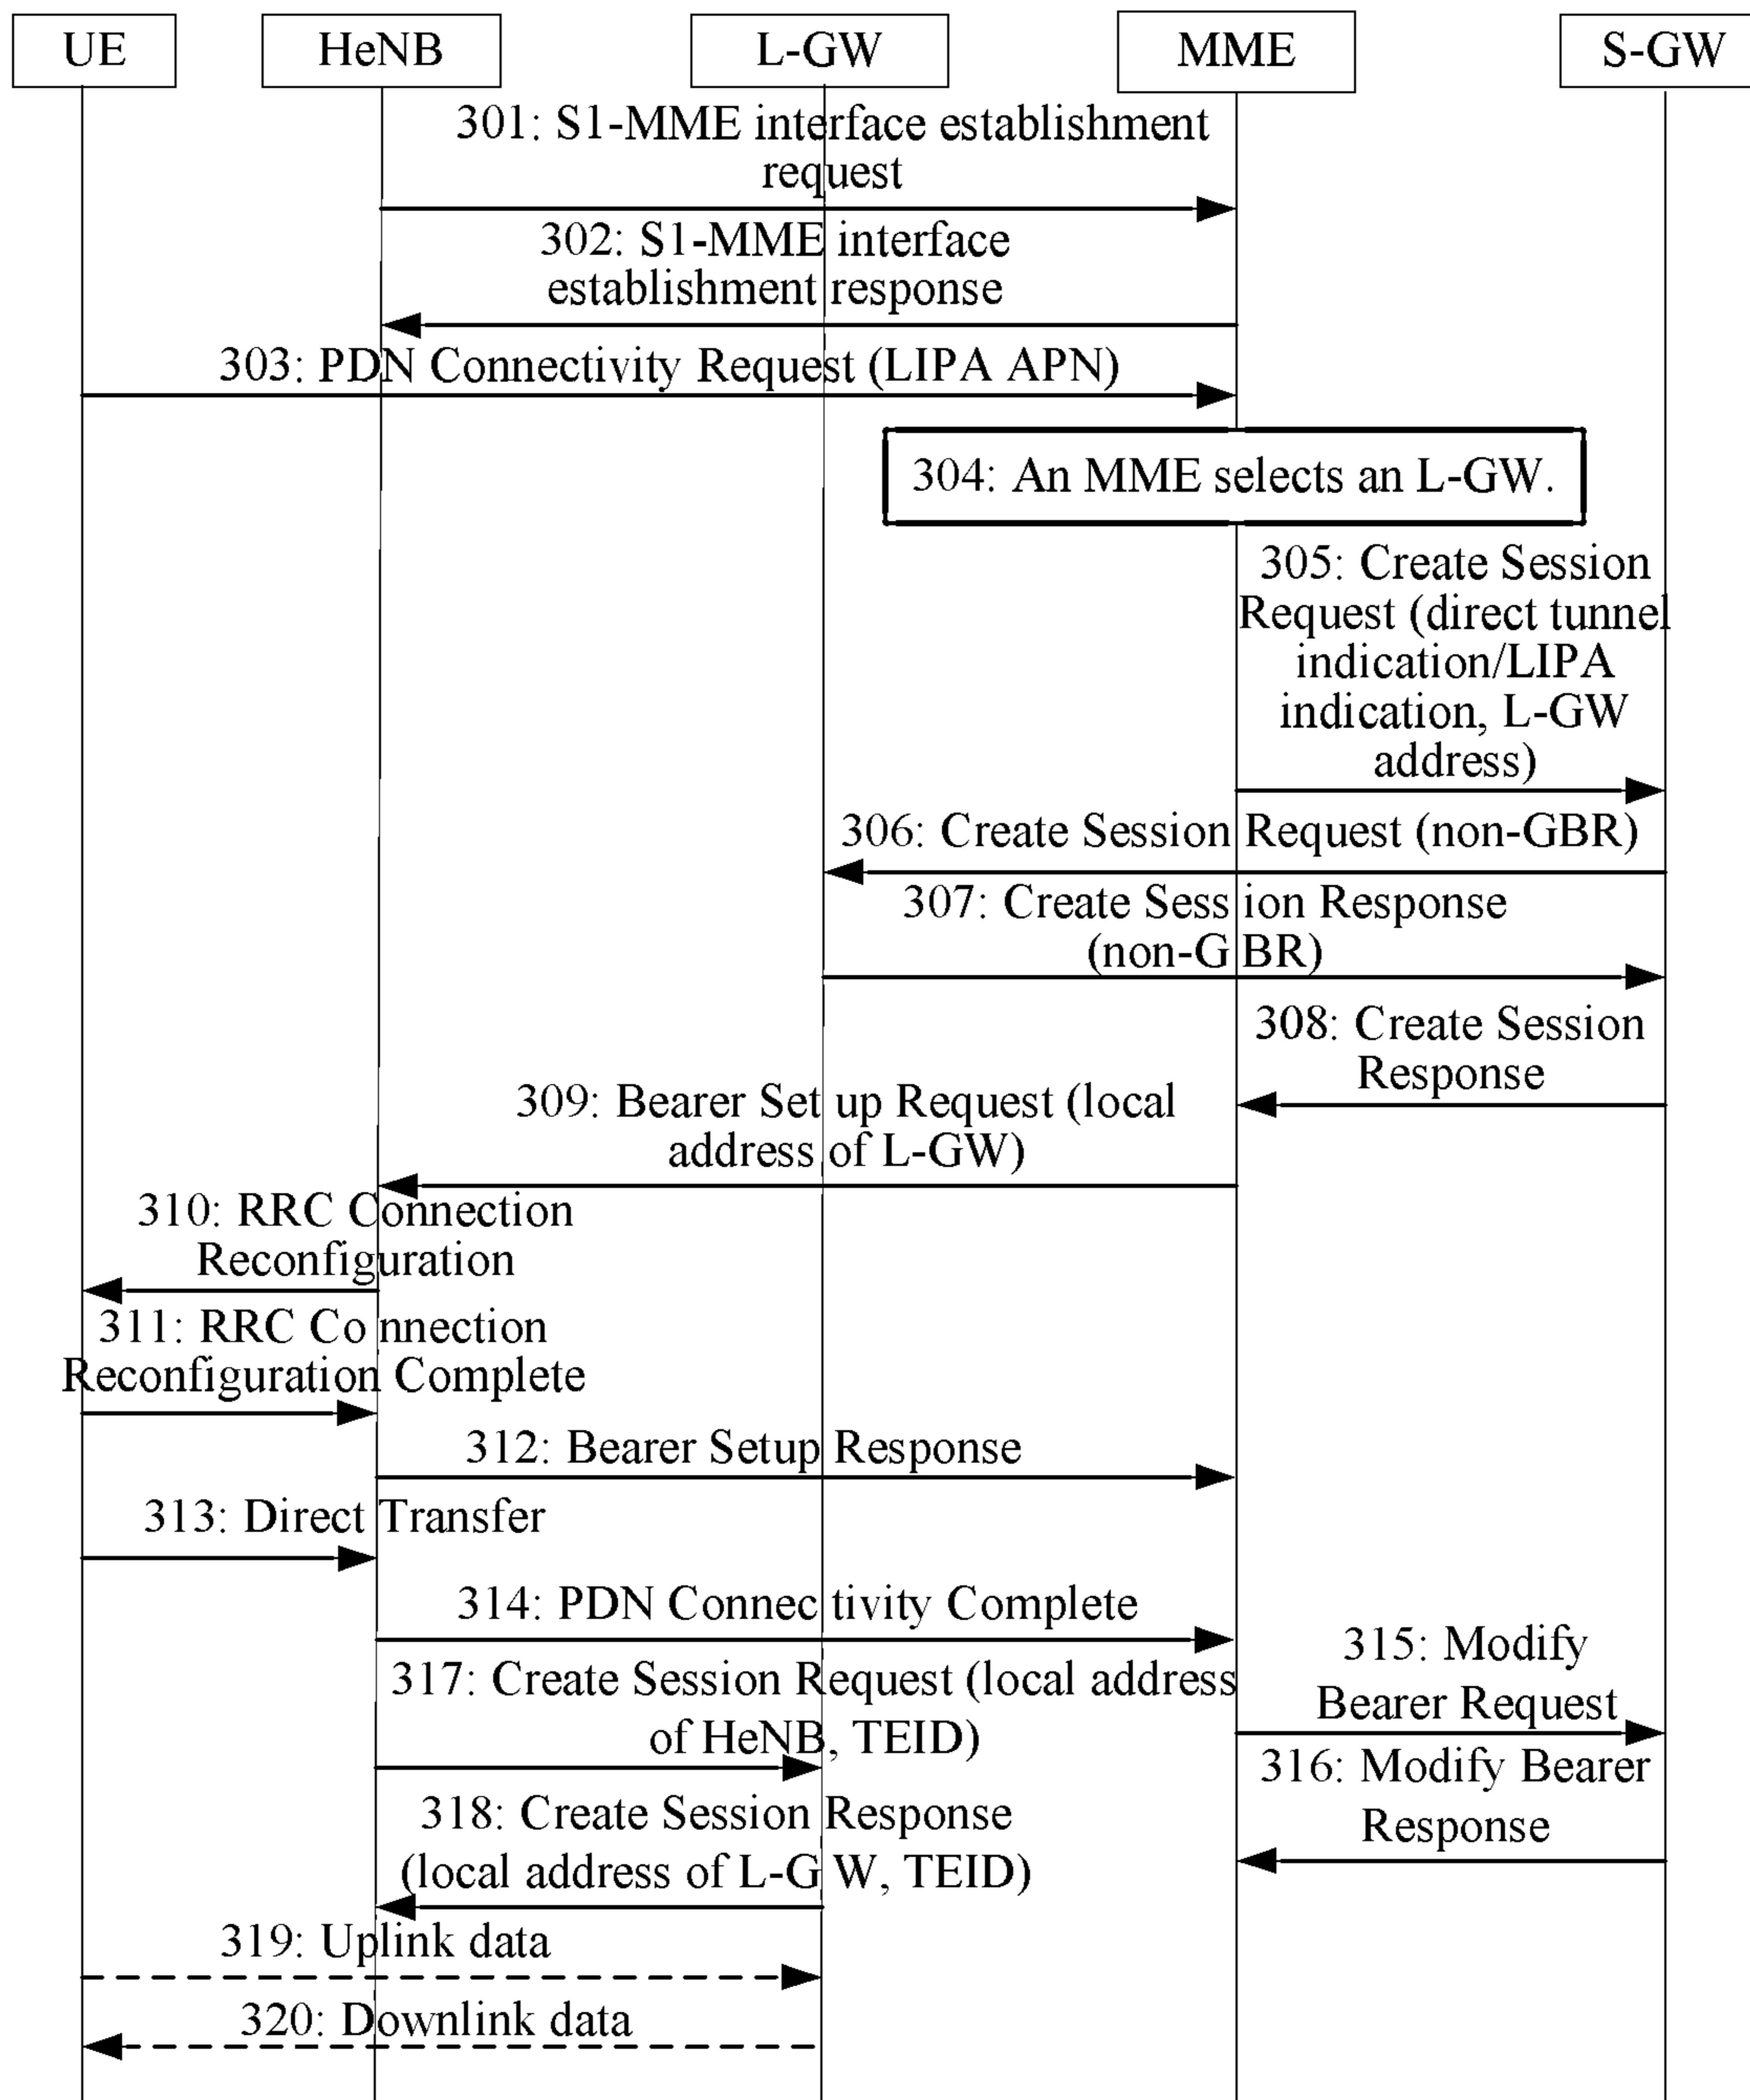 UE
HeNB
L-GW
MME
S-GW
301: S1-MME interface establishment
request
302: S1-MME interface
establishment response
303: PDN Connectivity Request (LIPA APN)
304: An MME selects an L-GW.
305: Create Session
Request (direct tunnel
indication/LIPA
indication, L-GW
address)
306: Create Session Request (non-GBR)
307: Create Session Response
(non-GBR)
308: Create Session
Response
309: Bearer Set up Request (local
address of L-GW)
310: RRC Connection
Reconfiguration
311: RRC Connection
Reconfiguration Complete
312: Bearer Setup Response
313: Direct Transfer
314: PDN Connectivity Complete
315: Modify
Bearer Request
317: Create Session Request (local address
of HeNB, TEID)
316: Modify Bearer
Response
318: Create Session Response
(local address of L-GW, TEID)
319: Uplink data
320: Downlink data